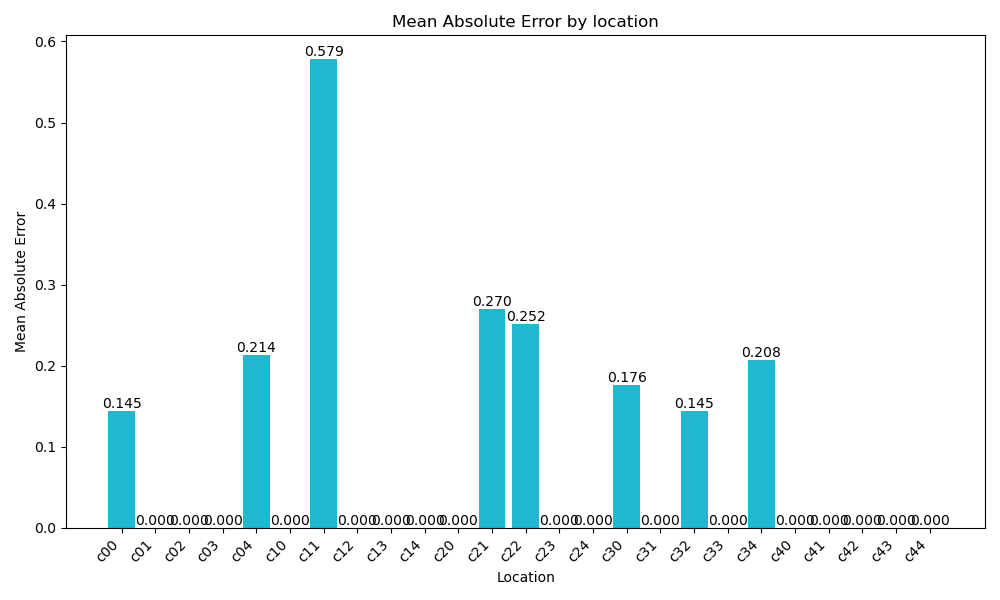 Mean Absolute Error by location
Mean Absolute Error
0.6
0.5
0.4
0.3
0.2
0.1
0.0
0.145
0.000
0.000
0.000
0.214
0.000
0.579
0.000
0.000
0.000
0.000
0.270
0.252
0.000
0.000
0.176
0.000
0.145
0.000
0.208
0.000
0.000
0.000
0.000
0.000
c00
c01
c02
c03
c04
c10
c11
c12
c13
c14
c20
c21
c22
c23
c24
c30
c31
c32
c33
c34
c40
c41
c42
c43
c44
Location